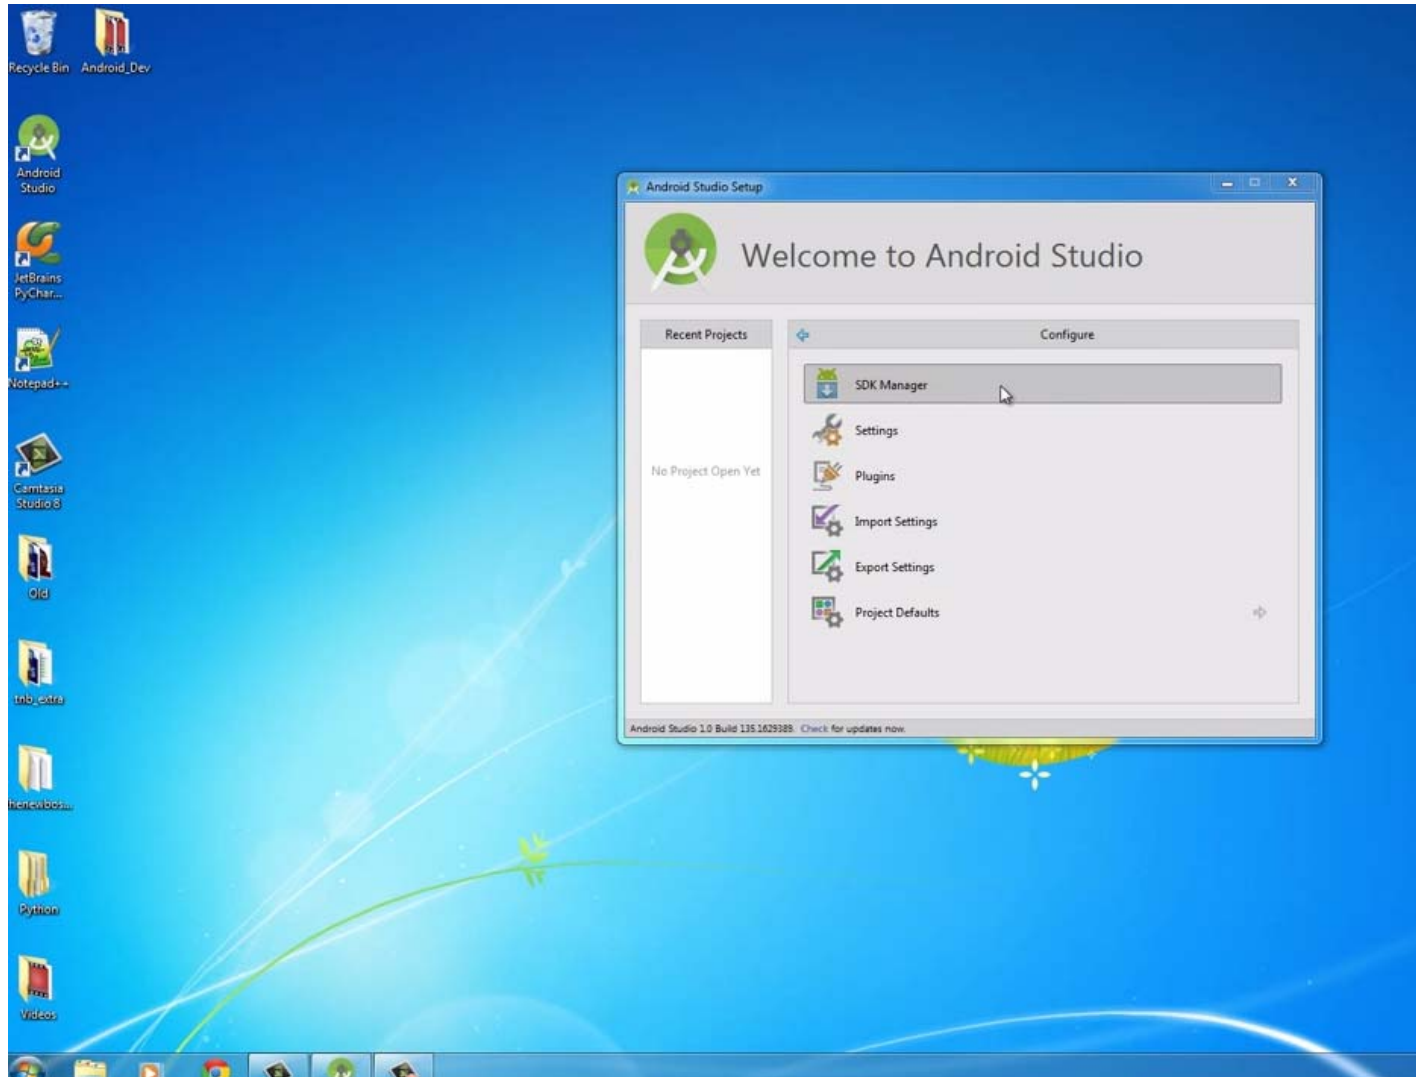 Recycle Bin
Android_Dev
Android
Studio
JetBrains
PyChar...
Notepad++
Camtasia
Studio 8
Old
tnb_extra
henewbos...
Python
Videos
Android Studio Setup
Welcome to Android Studio
Recent Projects
No Project Open Yet
Configure
SDK Manager
Settings
Plugins
Import Settings
Export Settings
Project Defaults
Android Studio 1.0 Build 135.1629389. Check for updates now.